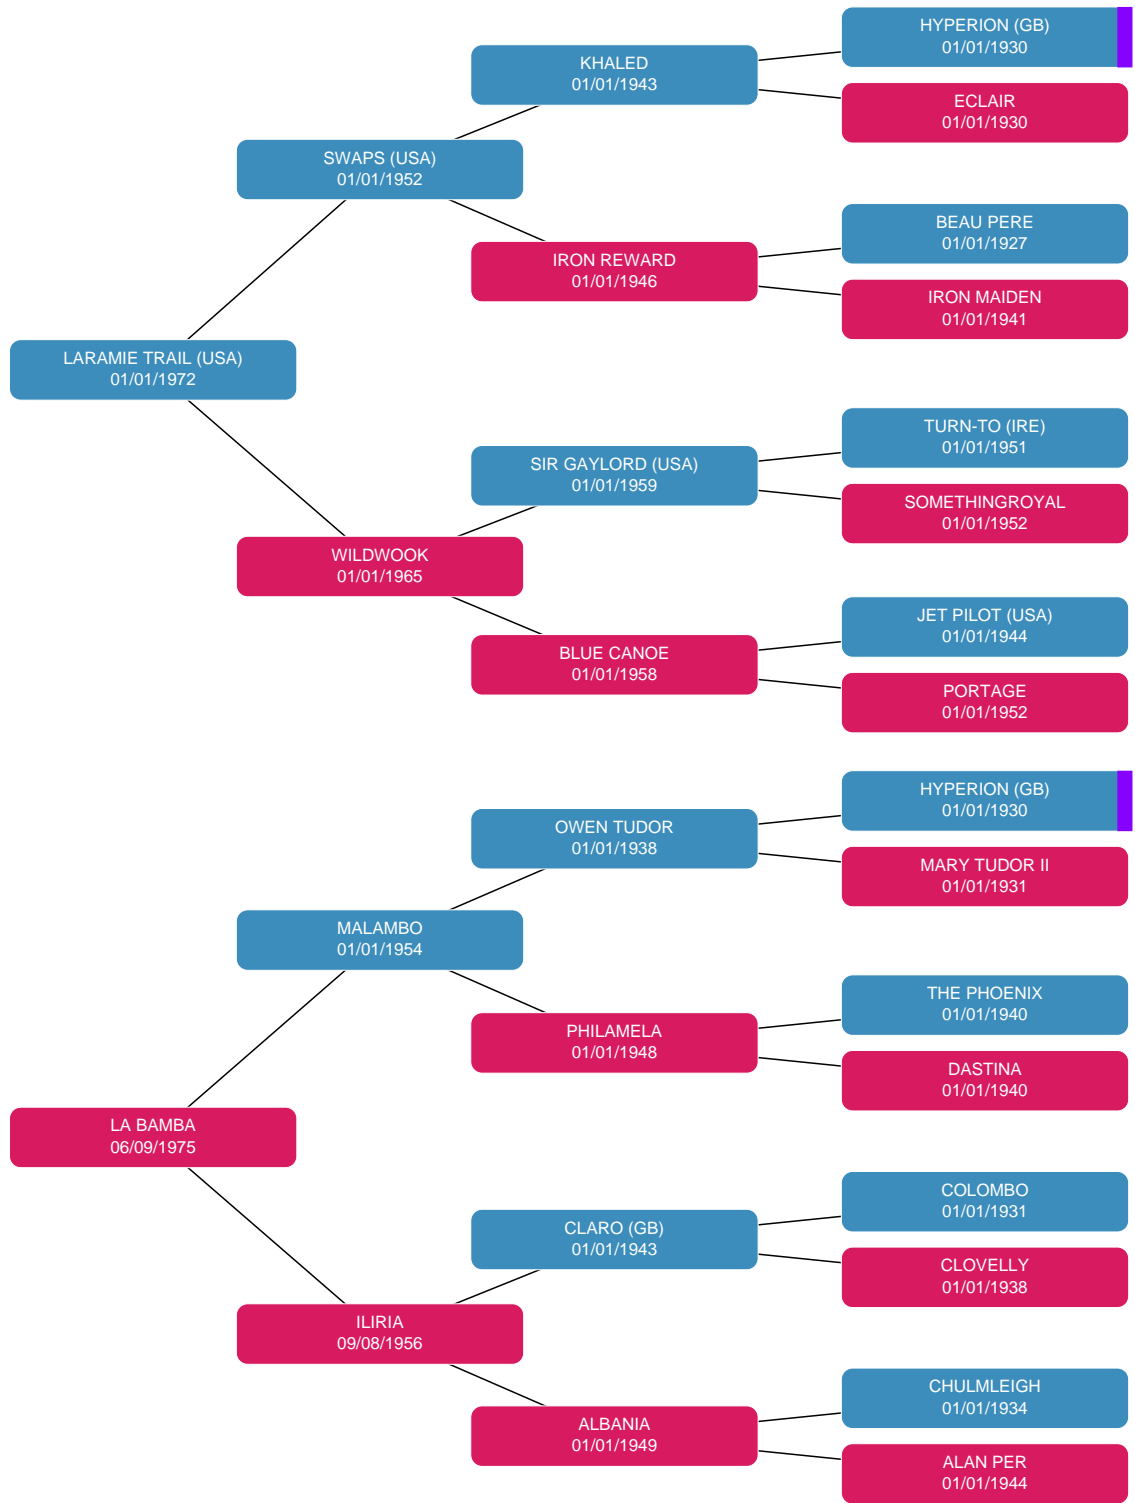 HYPERION (GB)
01/01/1930
KHALED
01/01/1943
ECLAIR
01/01/1930
SWAPS (USA)
01/01/1952
BEAU PERE
01/01/1927
IRON REWARD
01/01/1946
IRON MAIDEN
01/01/1941
LARAMIE TRAIL (USA)
01/01/1972
TURN-TO (IRE)
01/01/1951
SIR GAYLORD (USA)
01/01/1959
SOMETHINGROYAL
01/01/1952
WILDWOOK
01/01/1965
JET PILOT (USA)
01/01/1944
BLUE CANOE
01/01/1958
PORTAGE
01/01/1952
HYPERION (GB)
01/01/1930
OWEN TUDOR
01/01/1938
MARY TUDOR II
01/01/1931
MALAMBO
01/01/1954
THE PHOENIX
01/01/1940
PHILAMELA
01/01/1948
DASTINA
01/01/1940
LA BAMBA
06/09/1975
COLOMBO
01/01/1931
CLARO (GB)
01/01/1943
CLOVELLY
01/01/1938
ILIRIA
09/08/1956
CHULMLEIGH
01/01/1934
ALBANIA
01/01/1949
ALAN PER
01/01/1944